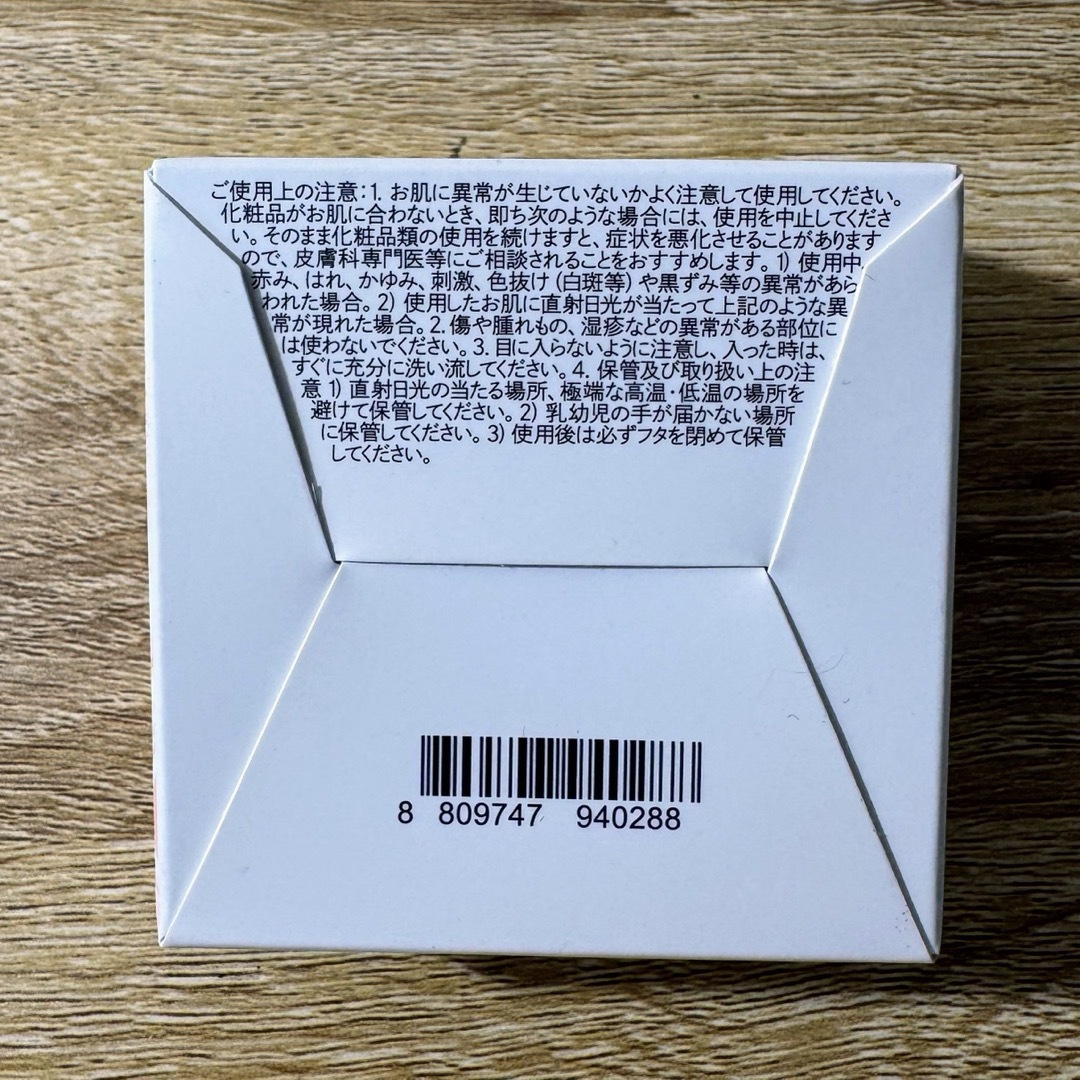 ご使用上の注意:1. お肌に異常が生じていないかよく注意して使用してください。
化粧品がお肌に合わないとき、即ち次のような場合には、使用を中止してくださ
い。そのまま化粧品類の使用を続けますと、症状を悪化させることがあります
ので、皮膚科専門医等にご相談されることをおすすめします。1) 使用中、
赤み、はれ、かゆみ、刺激、色抜け (白斑等) や黒ずみ等の異常があら
われた場合。2) 使用したお肌に直射日光が当たって上記のような異
常が現れた場合。2. 傷や腫れもの、湿疹などの異常がある部位に
は使わないでください。3. 目に入らないように注意し、入った時は、
すぐに充分に洗い流してください。4. 保管及び取り扱い上の注
意 1) 直射日光の当たる場所、極端な高温・低温の場所を
避けて保管してください。2) 乳幼児の手が届かない場所
に保管してください。3) 使用後は必ずフタを閉めて保管
してください。
8 809747 940288